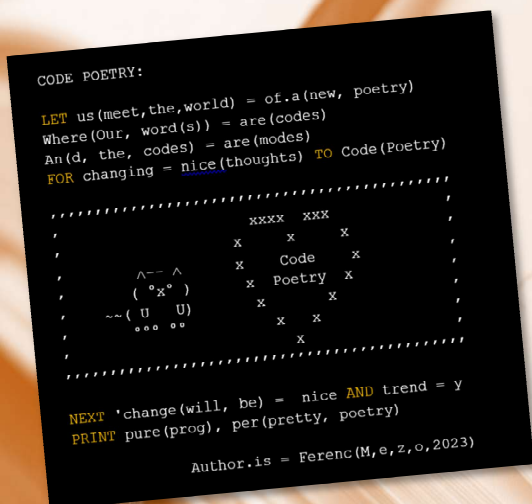 CODE POETRY:
LET us(meet,the,world) = of.a(new, poetry)
Where(Our, word(s)) = are(codes)
An(d, the, codes) = are(modes)
FOR changing = nice(thoughts) TO Code(Poetry)
,,,,,,,,,,,,,,,,,,,,,,,,,,,,,,,,,,,,,,,,,,,,
, xxxx xxx ,
, x x x ,
, ^-- ^ x Code x ,
, ( °x° ) x Poetry x ,
, ~~( U U) x x ,
, °°° °° x x ,
, x ,
,,,,,,,,,,,,,,,,,,,,,,,,,,,,,,,,,,,,,,,,,,,,
NEXT 'change(will, be) = nice AND trend = y
PRINT pure(prog), per(pretty, poetry)
Author.is = Ferenc(M,e,z,o,2023)